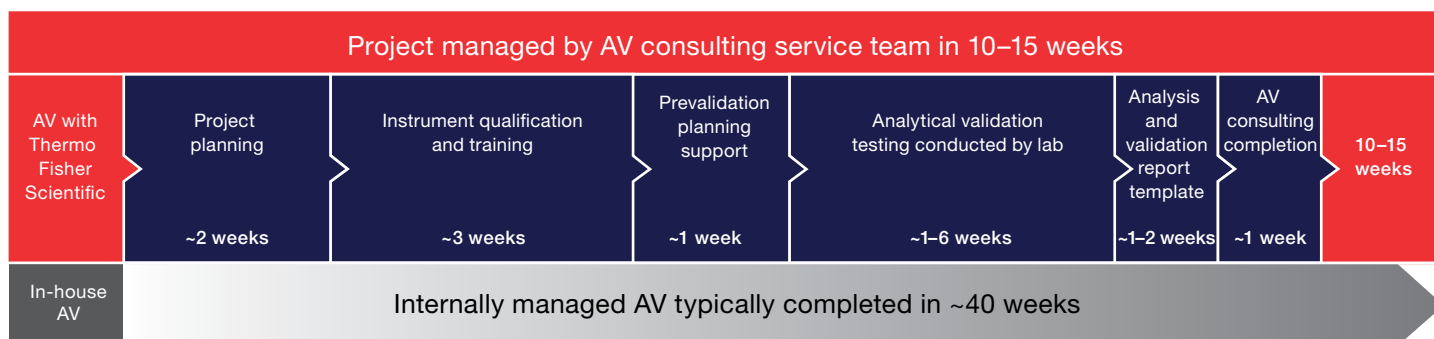 Project managed by AV consulting service team in 10–15 weeks
AV with
Thermo
Fisher
Scientific
Project
planning
~2 weeks
Instrument qualification
and training
~3 weeks
Prevalidation
planning
support
~1 week
Analytical validation
testing conducted by lab
~1–6 weeks
Analysis
and
validation
report
template
~1–2 weeks
AV
consulting
completion
~1 week
10–15
weeks
In-house
AV
Internally managed AV typically completed in ~40 weeks